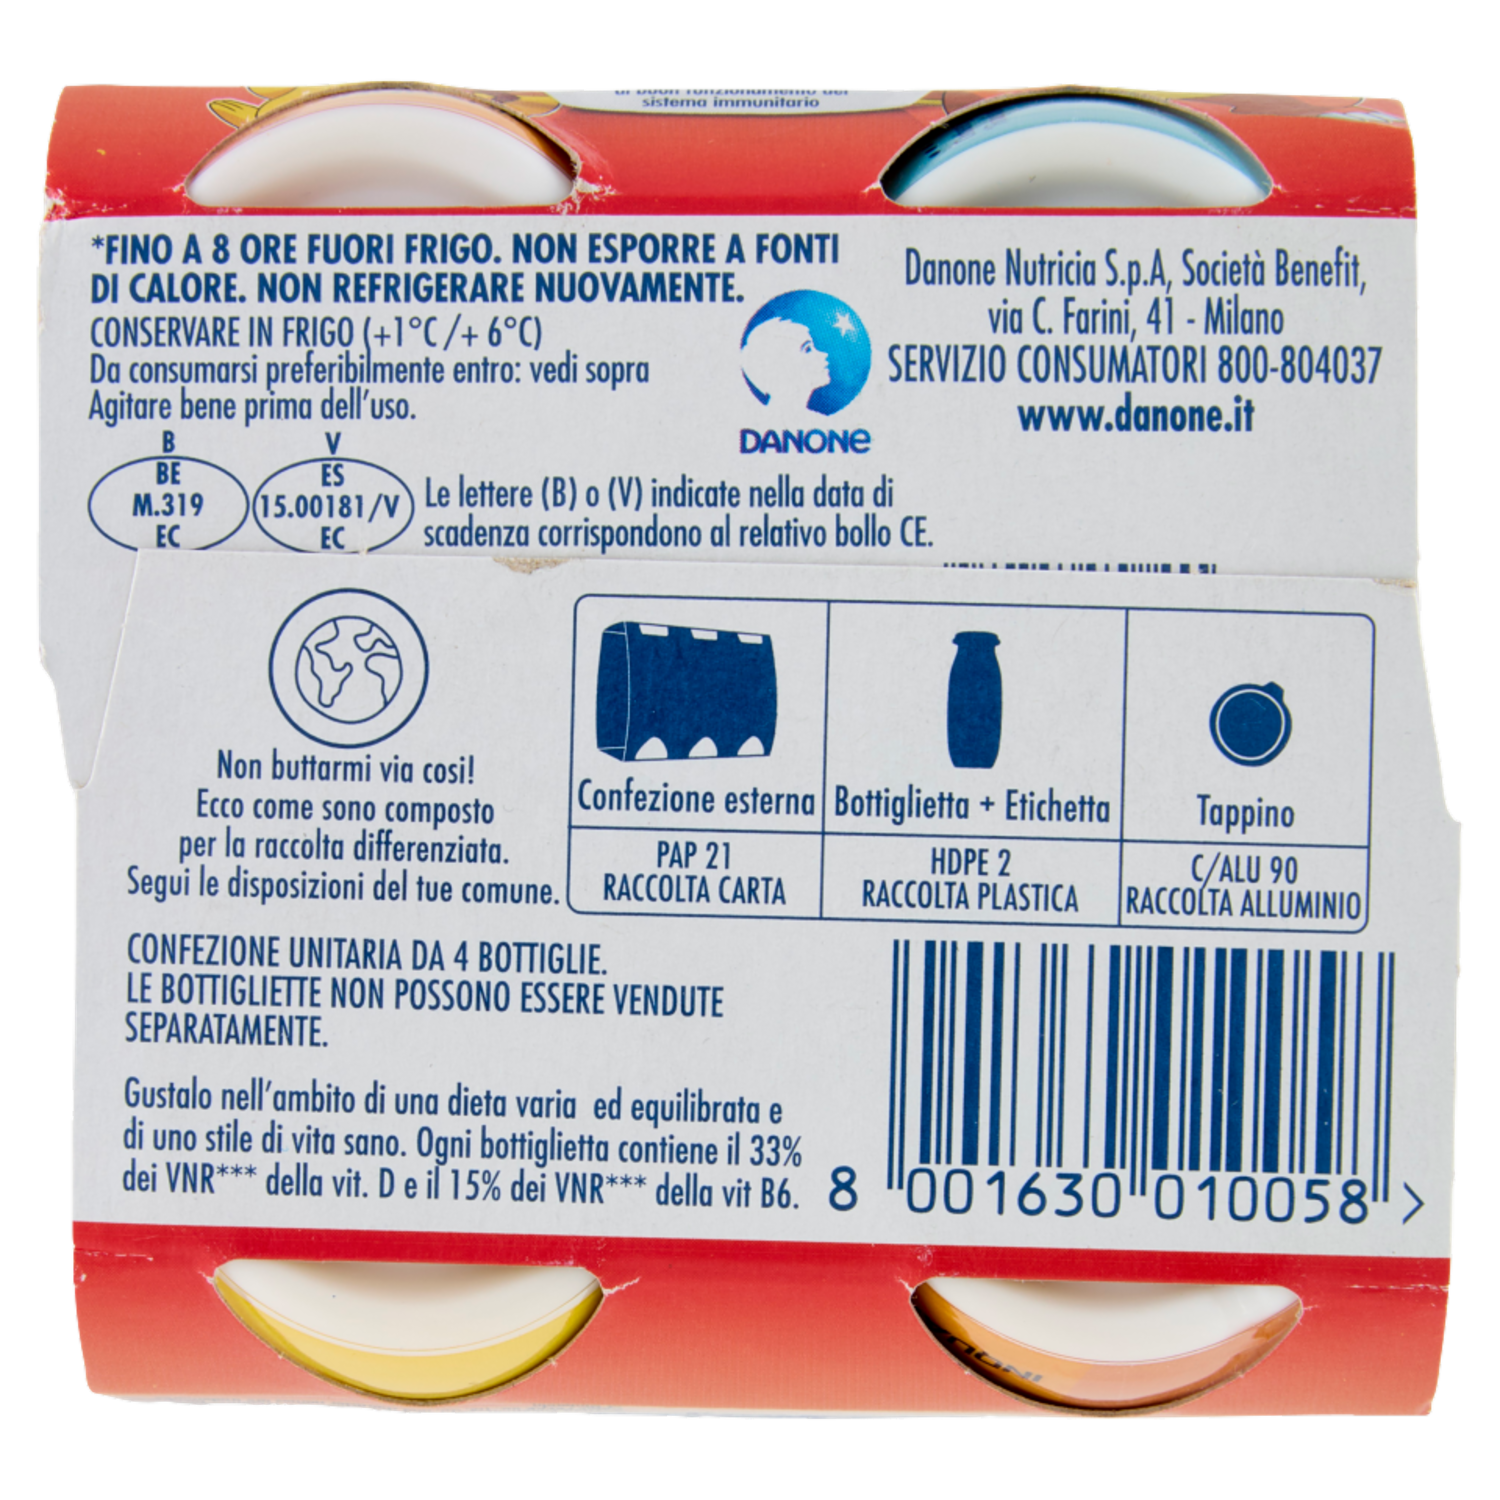 sistema immunitario
*FINO A 8 ORE FUORI FRIGO. NON ESPORRE A FONTI
DI CALORE. NON REFRIGERARE NUOVAMENTE.
CONSERVARE IN FRIGO (+1°C /+ 6°C)
Da consumarsi preferibilmente entro: vedi sopra
Agitare bene prima dell'uso.
DANONE
Danone Nutricia S.p.A, Società Benefit,
via C. Farini, 41 - Milano
SERVIZIO CONSUMATORI 800-804037
www.danone.it
B
BE
M.319
EC
V
ES
15.00181/V
EC
Le lettere (B) o (V) indicate nella data di
scadenza corrispondono al relativo bollo CE.
Non buttarmi via cosi!
Ecco come sono composto
per la raccolta differenziata.
Segui le disposizioni del tue comune.
Confezione esterna
PAP 21
RACCOLTA CARTA
Bottiglietta + Etichetta
HDPE 2
RACCOLTA PLASTICA
Tappino
C/ALU 90
RACCOLTA ALLUMINIO
CONFEZIONE UNITARIA DA 4 BOTTIGLIE.
LE BOTTIGLIETTE NON POSSONO ESSERE VENDUTE
SEPARATAMENTE.
Gustalo nell'ambito di una dieta varia ed equilibrata e
di uno stile di vita sano. Ogni bottiglietta contiene il 33%
dei VNR*** della vit. D e il 15% dei VNR*** della vit B6.
8 001630 010058 >